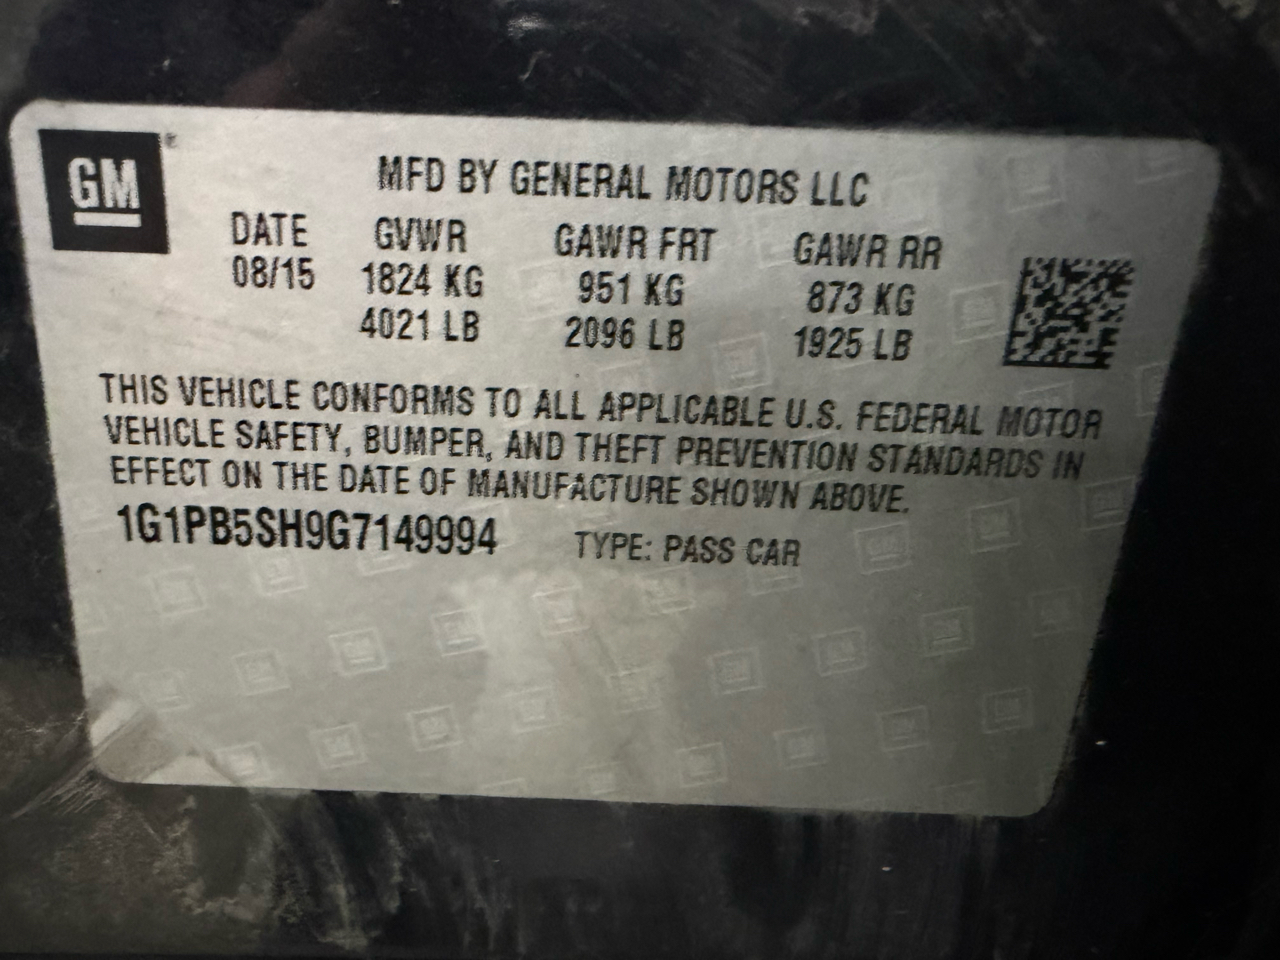 GM
MFD BY GENERAL MOTORS LLC
DATE GVWR GAWR FRT GAWR RR
08/15 1824 KG 951 KG 873 KG
4021 LB 2096 LB 1925 LB
THIS VEHICLE CONFORMS TO ALL APPLICABLE U.S. FEDERAL MOTOR
VEHICLE SAFETY, BUMPER, AND THEFT PREVENTION STANDARDS IN
EFFECT ON THE DATE OF MANUFACTURE SHOWN ABOVE.
1G1PB5SH9G7149994 TYPE: PASS CAR